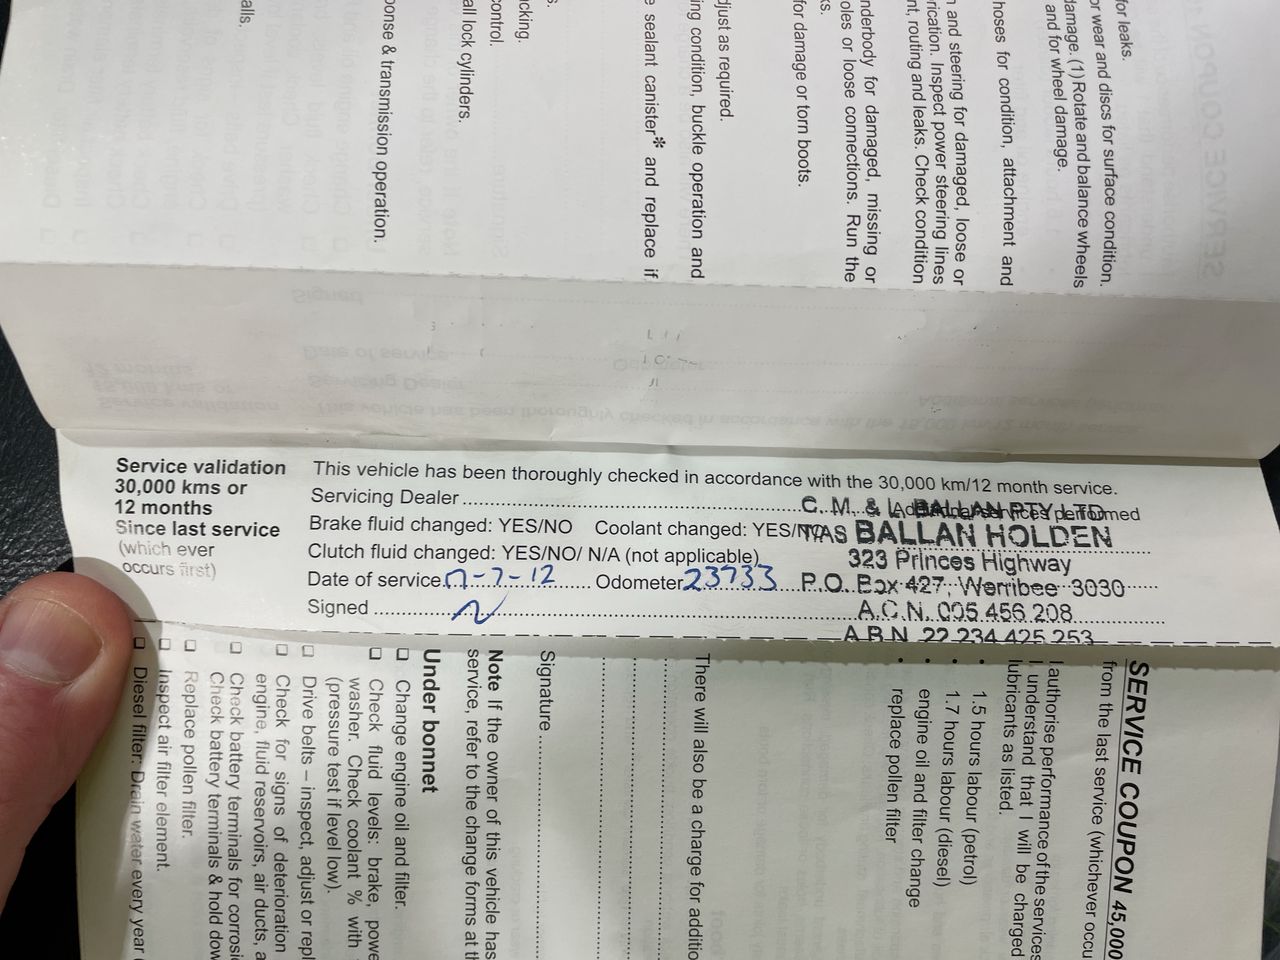 for leaks.
or wear and discs for surface condition.
damage. (1) Rotate and balance wheels
and for wheel damage.
hoses for condition, attachment and
and steering for damaged, loose or
rication. Inspect power steering lines
nt, routing and leaks. Check condition
nderbody for damaged, missing or
oles or loose connections. Run the
ks.
for damage or torn boots.
djust as required.
ing condition, buckle operation and
e sealant canister* and replace if
s.
icking.
control.
all lock cylinders.
ponse & transmission operation.
alls.
Service validation
30,000 kms or
12 months
Since last service
(which ever
occurs first)
This vehicle has been thoroughly checked in accordance with the 30,000 km/12 month service.
Servicing Dealer
C. M. & L. BALLAN PTY. LTD.
Additional services performed
Brake fluid changed: YES/NO Coolant changed: YES/NO
T/AS BALLAN HOLDEN
Clutch fluid changed: YES/NO/ N/A (not applicable)
323 Princes Highway
Date of service -7-12 Odometer 23733
P.O. Box 427, Werribee 3030
Signed
A.C.N. 005 456 208
A.B.N. 22 234 425 253
SERVICE COUPON 45,000
from the last service (whichever occu
I authorise performance of the services
I understand that I will be charged
lubricants as listed.
• 1.5 hours labour (petrol)
• 1.7 hours labour (diesel)
• engine oil and filter change
• replace pollen filter
There will also be a charge for additio
Signature
Note If the owner of this vehicle has
service, refer to the change forms at th
Under bonnet
❑ Change engine oil and filter.
❑ Check fluid levels: brake, powe
washer. Check coolant % with
(pressure test if level low).
❑ Drive belts – inspect, adjust or repl
❑ Check for signs of deterioration
engine, fluid reservoirs, air ducts, a
❑ Check battery terminals for corrosi
Check battery terminals & hold dow
❑ Replace pollen filter.
❑ Inspect air filter element.
❑ Diesel filter: Drain water every year